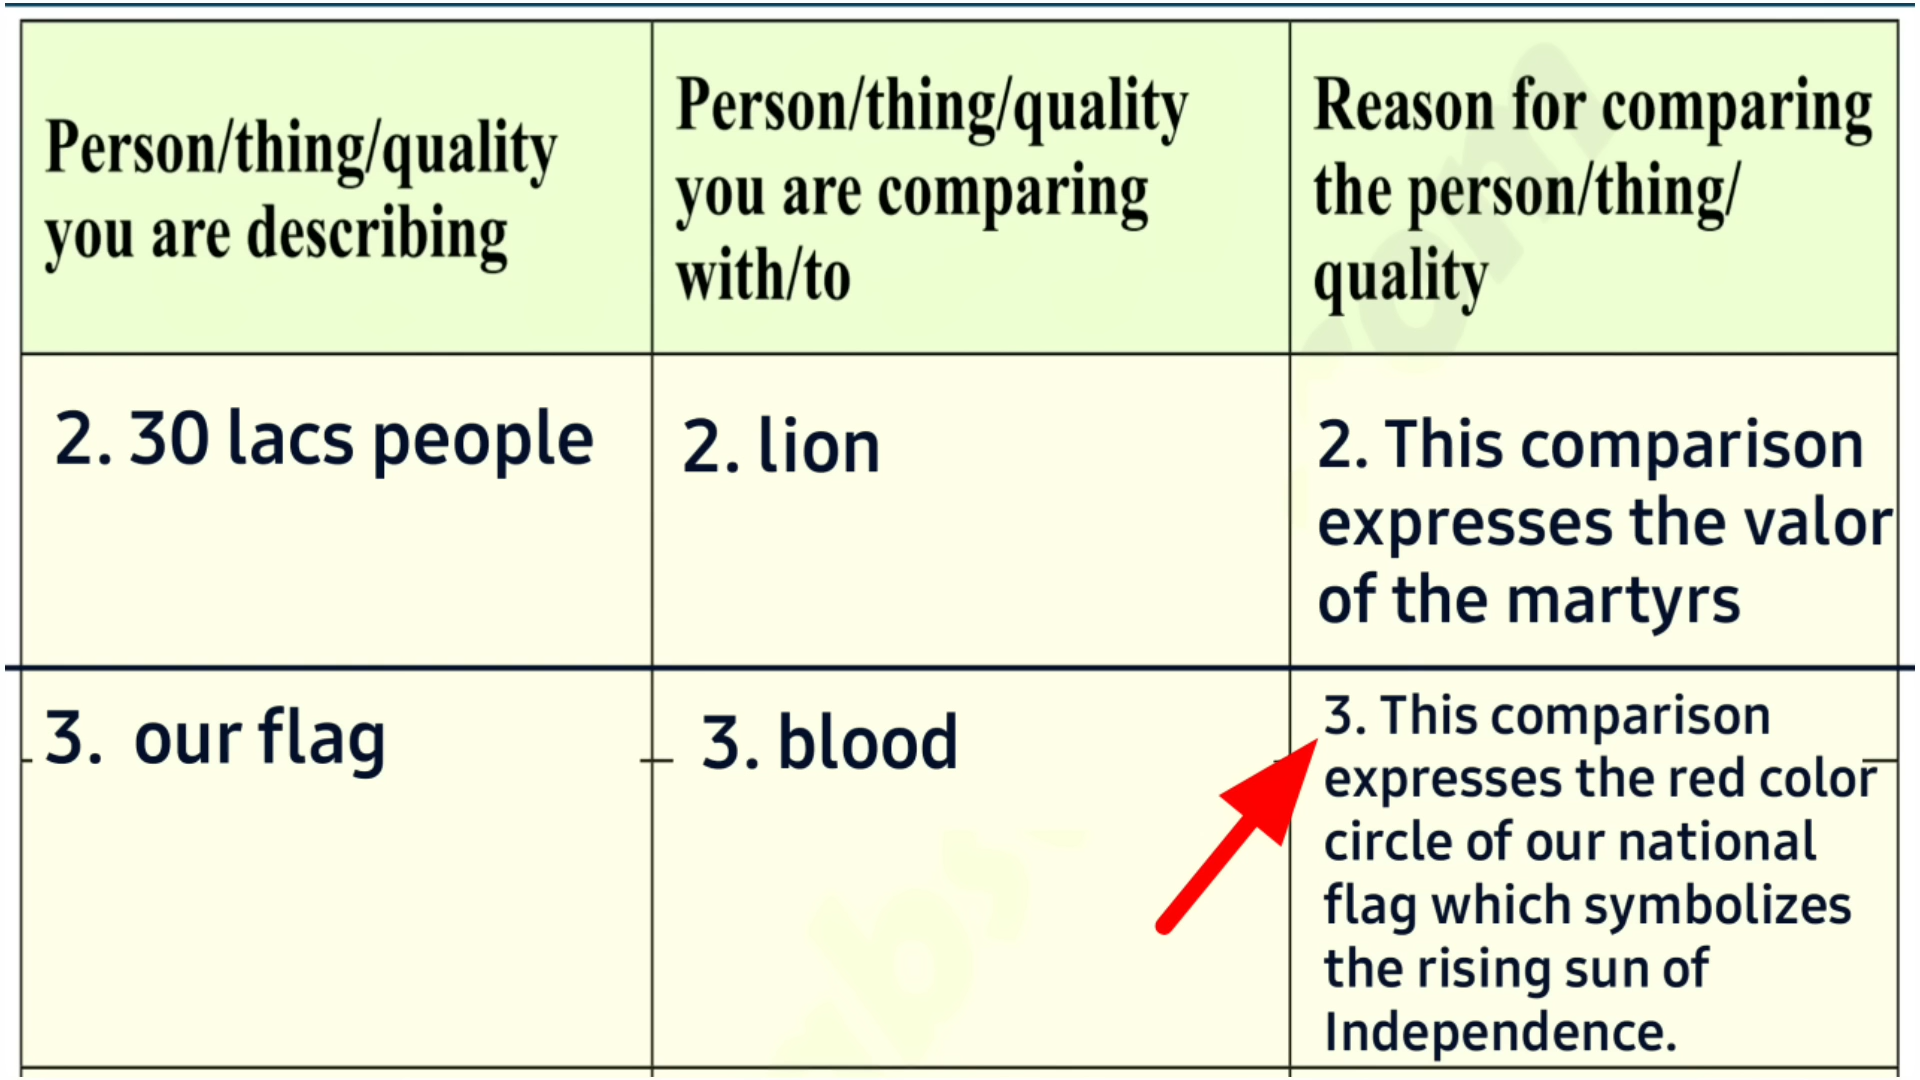 Person/thing/quality
you are describing
Person/thing/quality
you are comparing
with/to
Reason for comparing
the person/thing/
quality
2. 30 lacs people
2. lion
2. This comparison
expresses the valor
of the martyrs
3. our flag
3. blood
3. This comparison
expresses the red color
circle of our national
flag which symbolizes
the rising sun of
Independence.